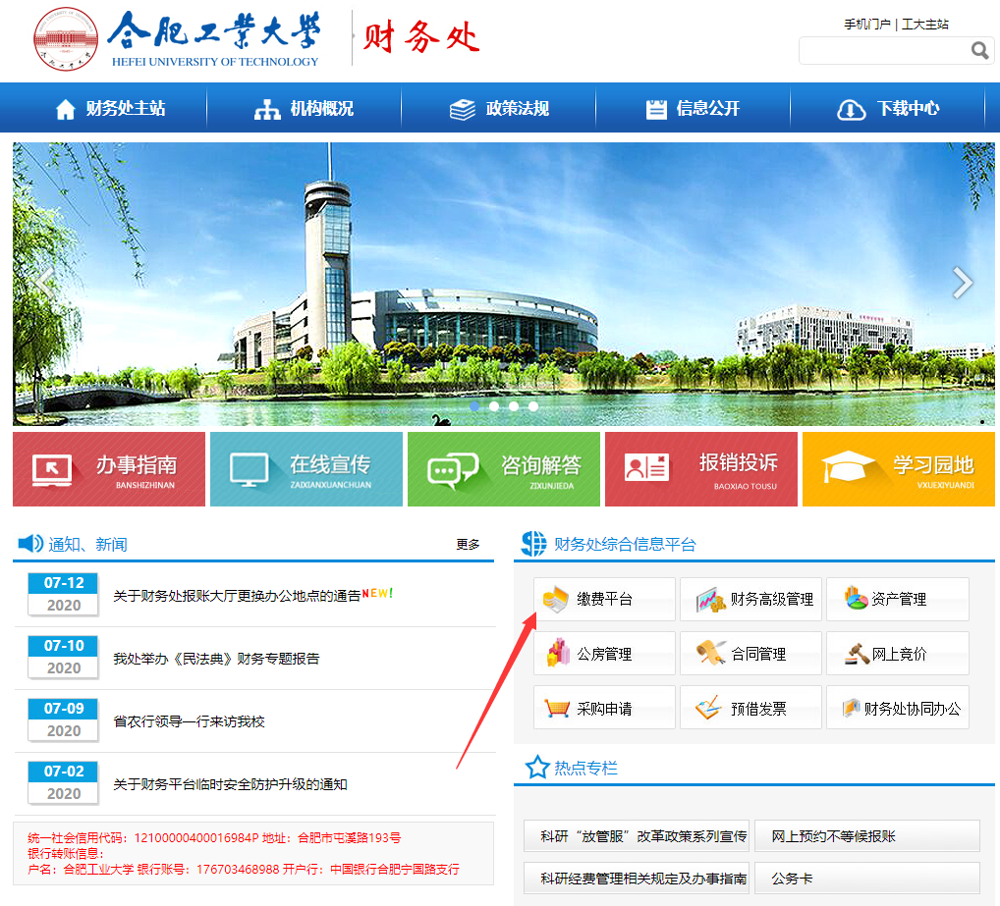 合肥工業大学
HEFEI UNIVERSITY OF TECHNOLOGY
财务处
手机门户 | 工大主站
财务处主站
机构概况
政策法规
信息公开
下载中心
办事指南
BANSHIZHINAN
在线宣传
ZAIXIANXUANCHUAN
咨询解答
ZIXUNJIEDA
报销投诉
BAOXIAO TOUSU
学习园地
VXUEXIYUANDI
通知、新闻
更多
07-12
2020
关于财务处报账大厅更换办公地点的通告NEW!
07-10
2020
我处举办《民法典》财务专题报告
07-09
2020
省农行领导一行来访我校
07-02
2020
关于财务平台临时安全防护升级的通知
统一社会信用代码：12100000400016984P 地址：合肥市屯溪路193号
银行转账信息：
户名：合肥工业大学 银行账号：176703468988 开户行：中国银行合肥宁国路支行
财务处综合信息平台
缴费平台
财务高级管理
资产管理
公房管理
合同管理
网上竞价
采购申请
预借发票
财务处协同办公
热点专栏
科研“放管服”改革政策系列宣传
网上预约不等候报账
科研经费管理相关规定及办事指南
公务卡